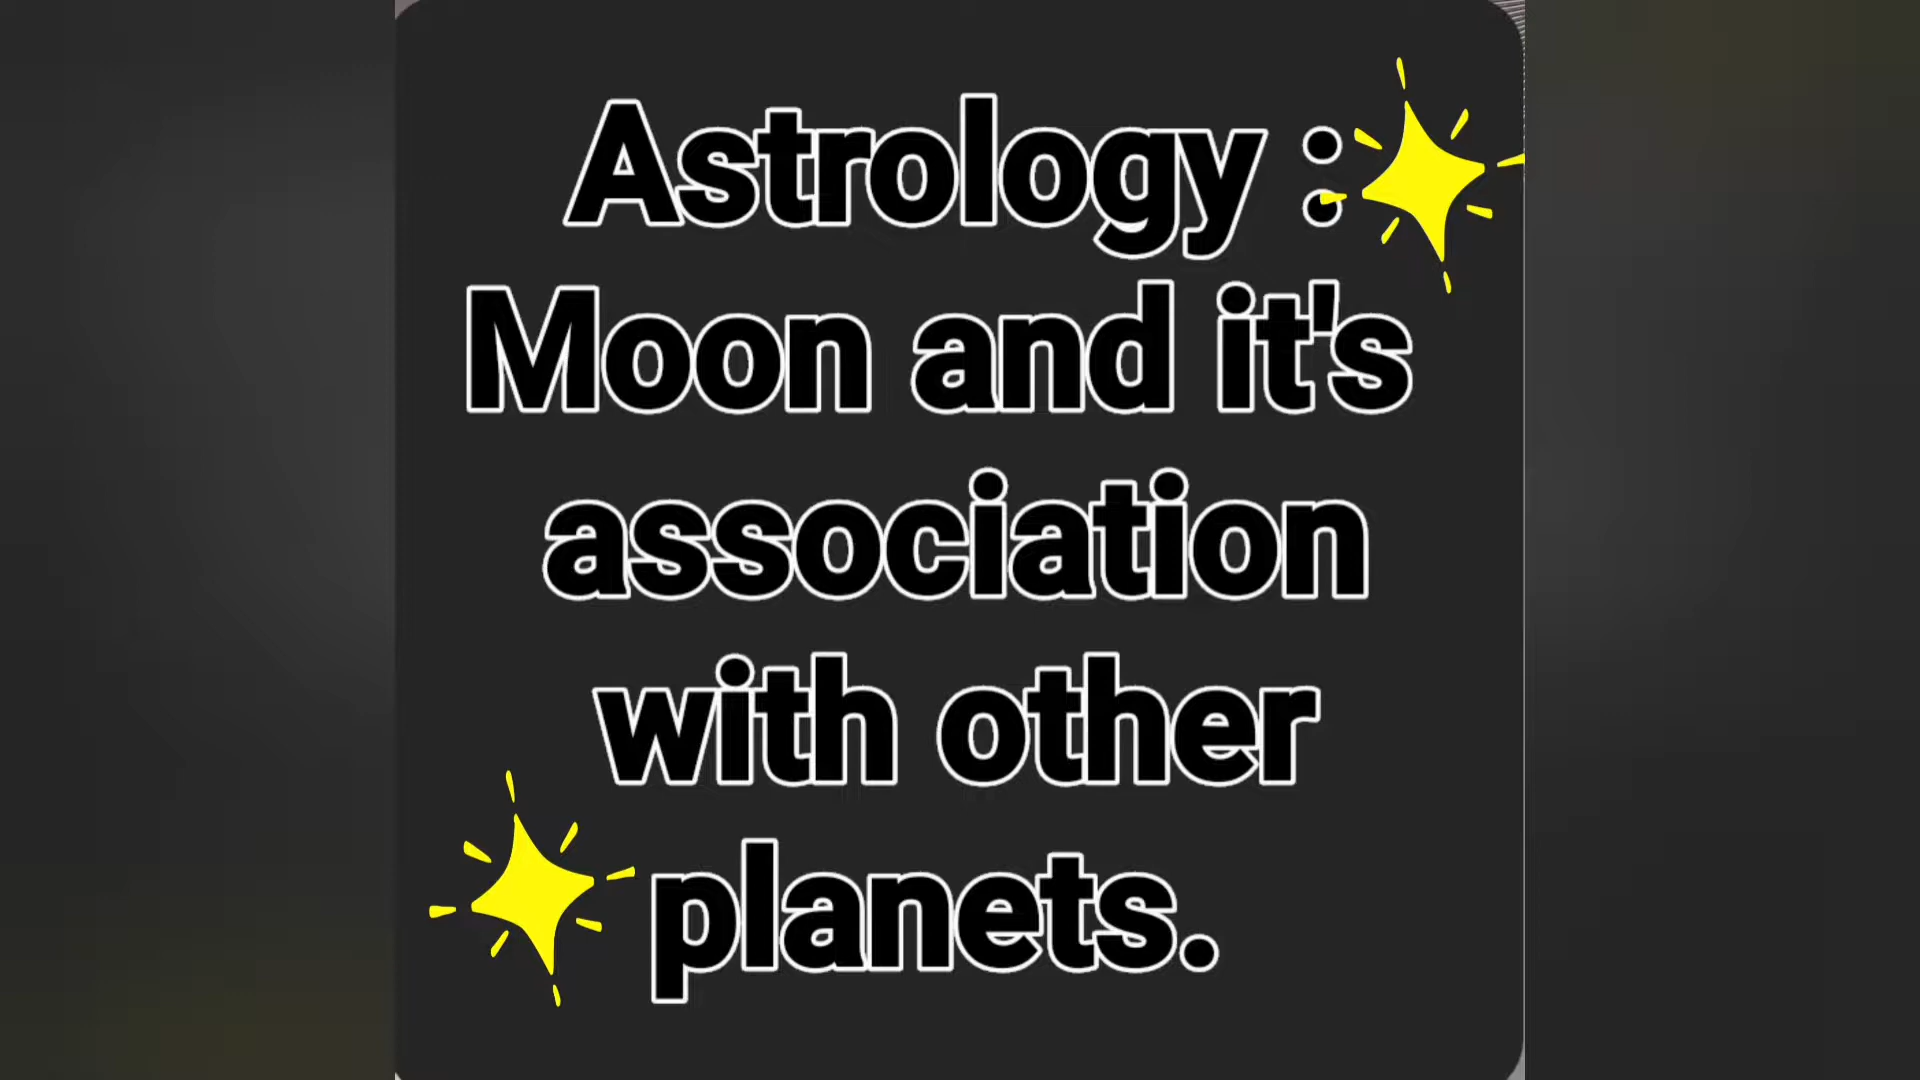 Astrology :
Moon and it's
association
with other
planets.